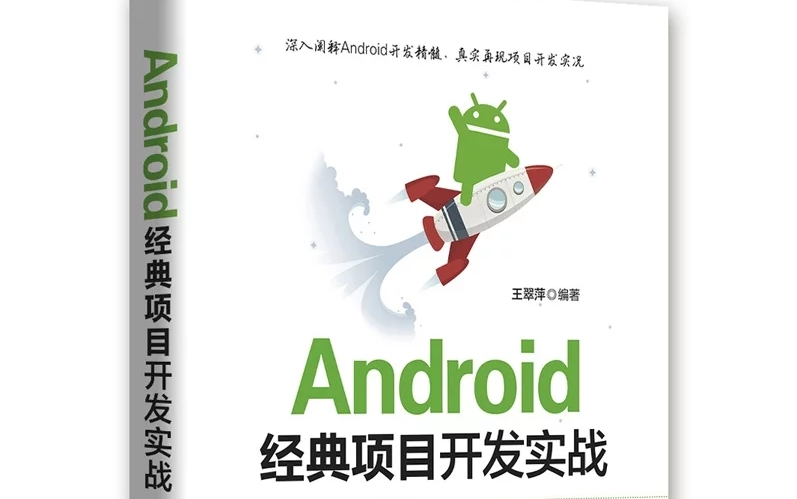 深入阐释Android开发精髓，真实再现项目开发实况
王翠萍◎编著
Android
经典项目开发实战
Android经典项目开发实战